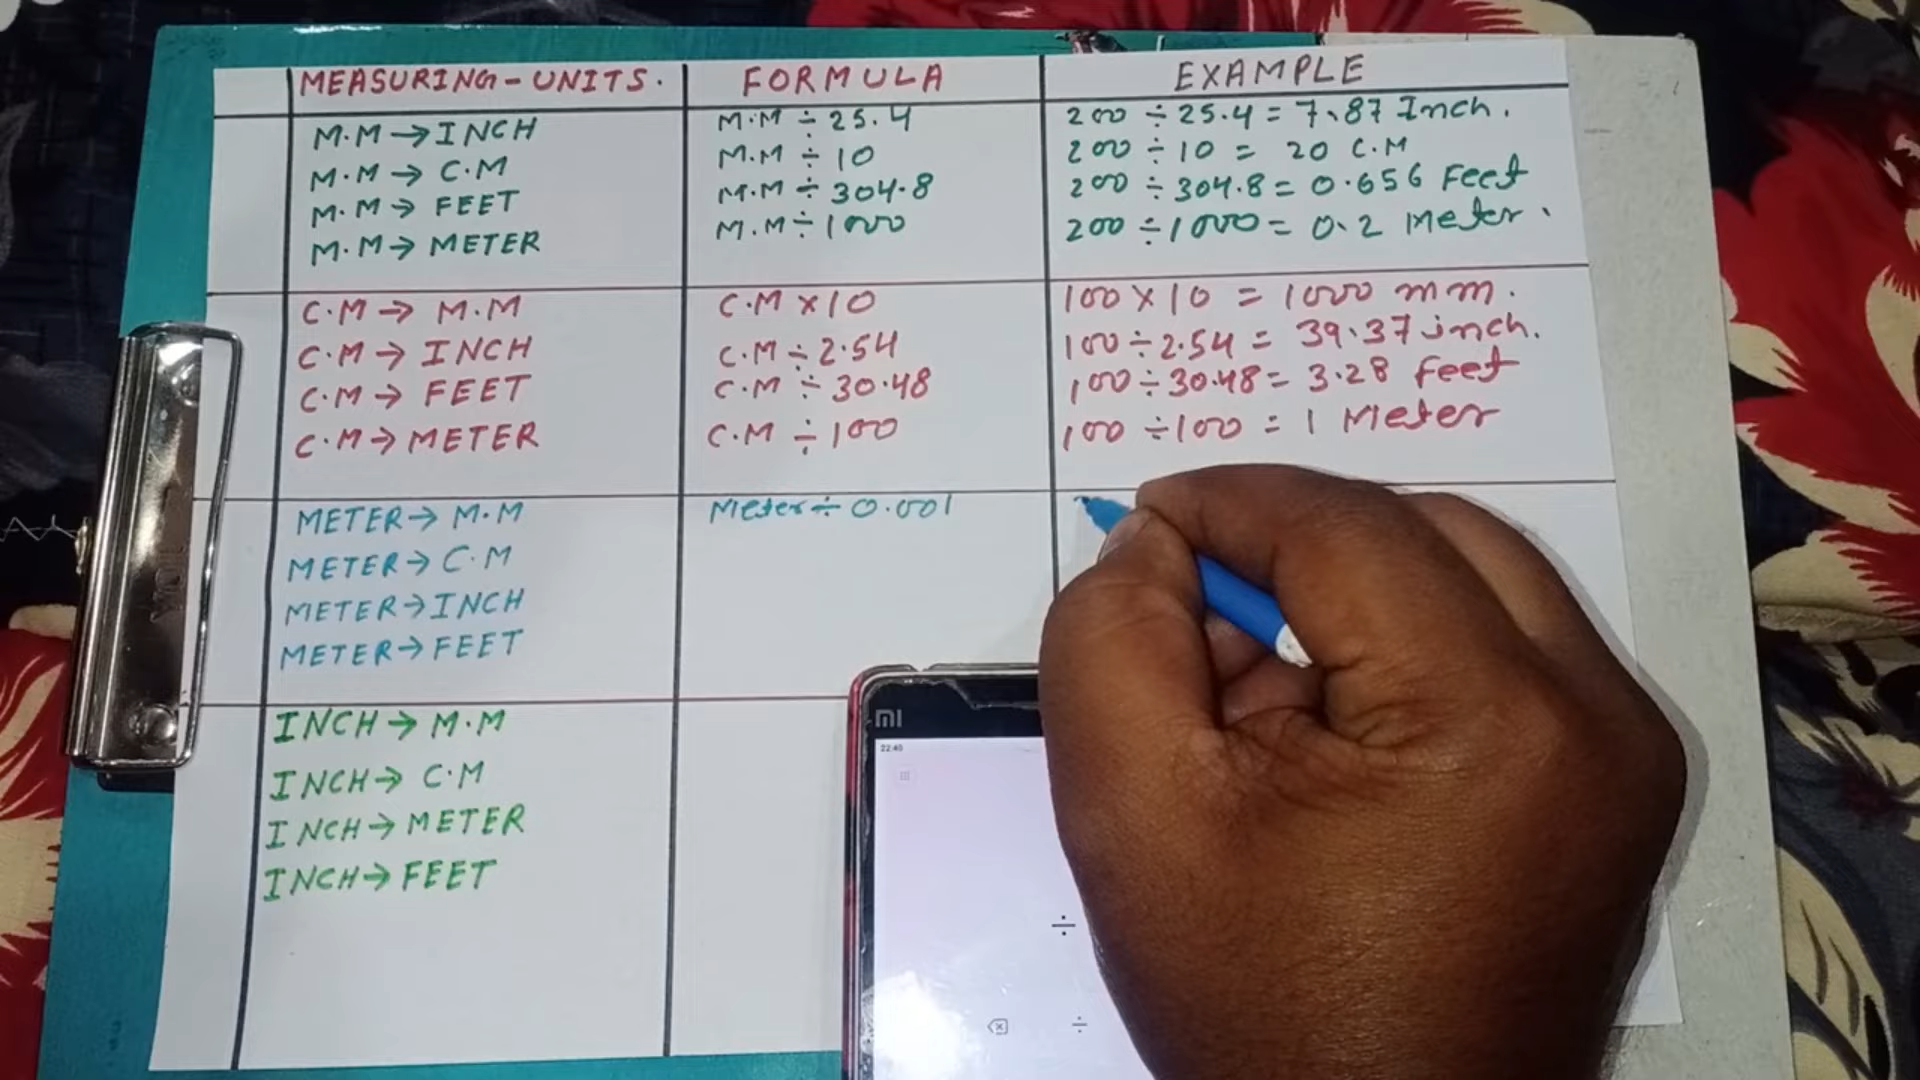 MEASURING-UNITS. FORMULA EXAMPLE
M.M → INCH M.M ÷ 25.4 200 ÷ 25.4 = 7.87 Inch.
M.M → C.M M.M ÷ 10 200 ÷ 10 = 20 C.M
M.M → FEET M.M ÷ 304.8 200 ÷ 304.8 = 0.656 Feet
M.M → METER M.M ÷ 1000 200 ÷ 1000 = 0.2 Meter.
C.M → M.M C.M × 10 100 × 10 = 1000 mm.
C.M → INCH C.M ÷ 2.54 100 ÷ 2.54 = 39.37 inch.
C.M → FEET C.M ÷ 30.48 100 ÷ 30.48 = 3.28 Feet
C.M → METER C.M ÷ 100 100 ÷ 100 = 1 Meter
METER → M.M Meter ÷ 0.001
METER → C.M
METER → INCH
METER → FEET
INCH → M.M
INCH → C.M
INCH → METER
INCH → FEET
mi
22:40
÷
÷